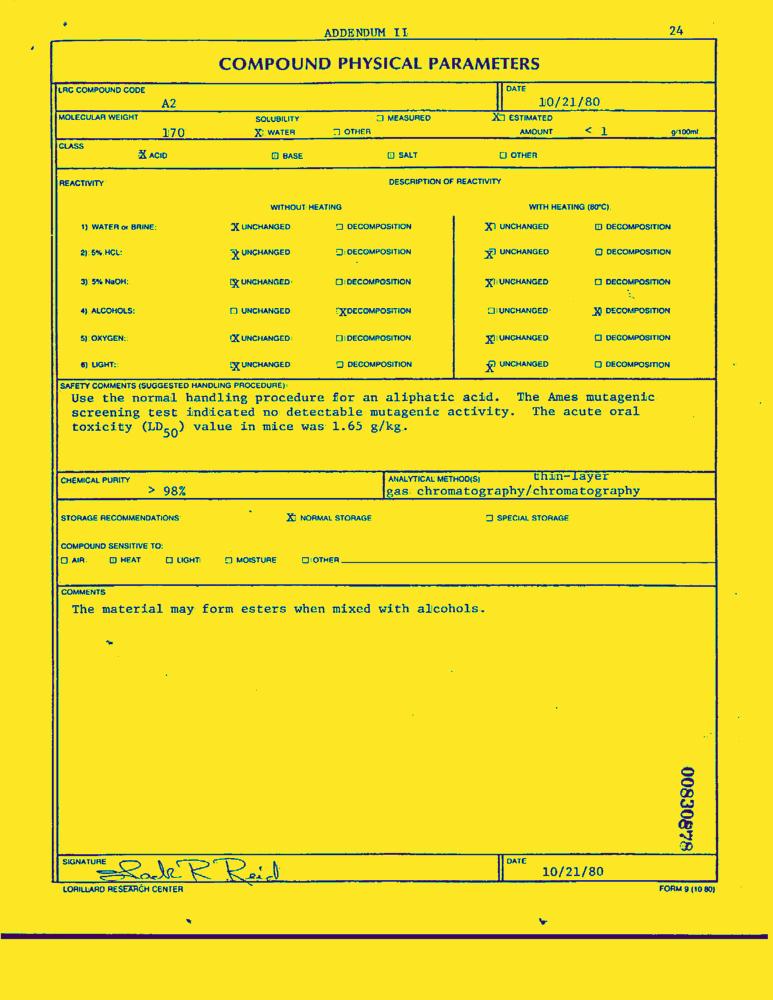 ADDENDUM II 24
COMPOUND PHYSICAL PARAMETERS
LRC COMPOUND CODE DATE
A2 10/21/80
MOLECULAR WEIGHT SOLUBILITY ☐ MEASURED X ESTIMATED
170 X WATER ☐ OTHER AMOUNT < 1 g/100ml
CLASS
X ACID ☐ BASE ☐ SALT ☐ OTHER
REACTIVITY DESCRIPTION OF REACTIVITY
WITHOUT HEATING WITH HEATING (80°C)
1) WATER or BRINE: X UNCHANGED ☐ DECOMPOSITION X UNCHANGED ☐ DECOMPOSITION
2) 5% HCL: X UNCHANGED ☐ DECOMPOSITION X UNCHANGED ☐ DECOMPOSITION
3) 5% NaOH: X UNCHANGED ☐ DECOMPOSITION X UNCHANGED ☐ DECOMPOSITION
4) ALCOHOLS: ☐ UNCHANGED X DECOMPOSITION ☐ UNCHANGED X DECOMPOSITION
5) OXYGEN: X UNCHANGED ☐ DECOMPOSITION X UNCHANGED ☐ DECOMPOSITION
6) LIGHT: X UNCHANGED ☐ DECOMPOSITION X UNCHANGED ☐ DECOMPOSITION
SAFETY COMMENTS (SUGGESTED HANDLING PROCEDURE)
Use the normal handling procedure for an aliphatic acid. The Ames mutagenic
screening test indicated no detectable mutagenic activity. The acute oral
toxicity (LD50) value in mice was 1.65 g/kg.
CHEMICAL PURITY ANALYTICAL METHOD(S) thin-layer
> 98% gas chromatography/chromatography
STORAGE RECOMMENDATIONS X NORMAL STORAGE ☐ SPECIAL STORAGE
COMPOUND SENSITIVE TO:
☐ AIR ☐ HEAT ☐ LIGHT ☐ MOISTURE ☐ OTHER
COMMENTS
The material may form esters when mixed with alcohols.
00830878
SIGNATURE R Reid DATE
10/21/80
LORILLARD RESEARCH CENTER FORM 9 (10 80)